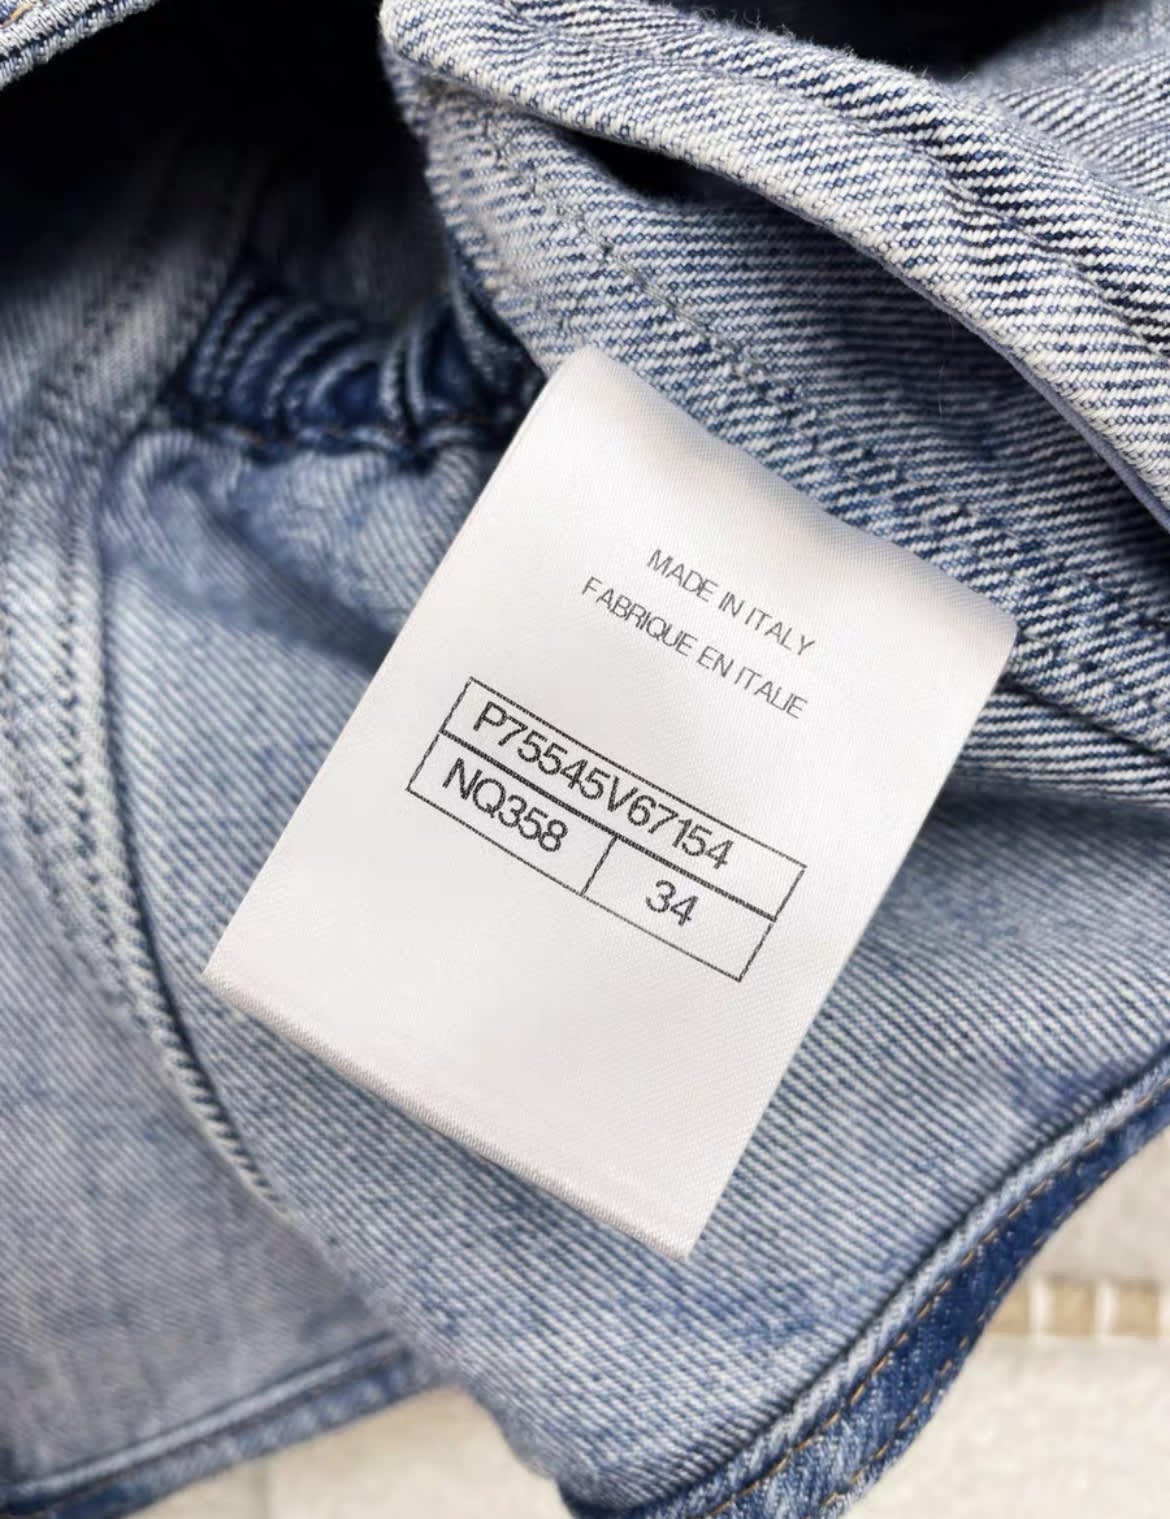 MADE IN ITALY
FABRIQUE EN ITALIE
P75545V67154
NQ358
34